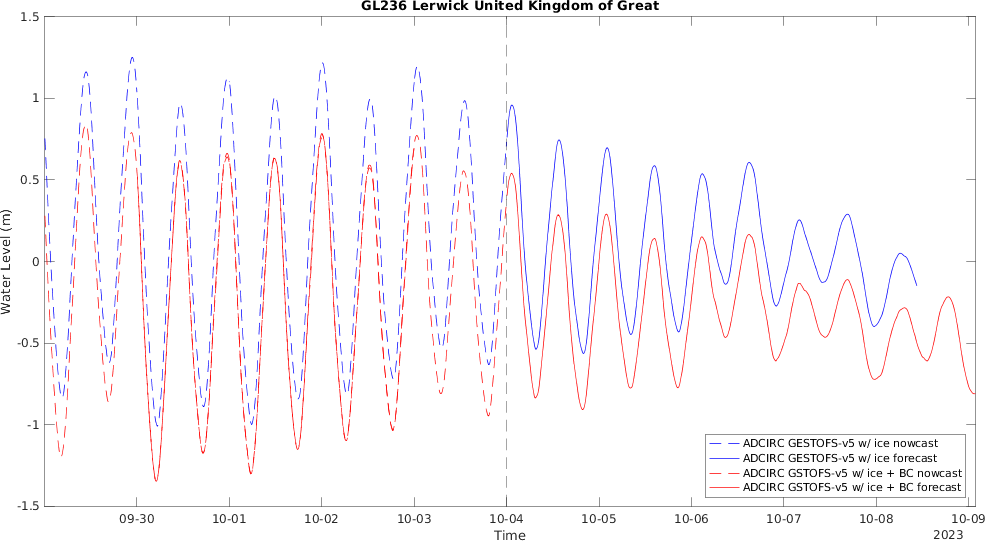 GL236 Lerwick United Kingdom of Great
1.5
1
0.5
0
-0.5
-1
-1.5
Water Level (m)
ADCIRC GESTOFS-v5 w/ ice nowcast
ADCIRC GESTOFS-v5 w/ ice forecast
ADCIRC GSTOFS-v5 w/ ice + BC nowcast
ADCIRC GSTOFS-v5 w/ ice + BC forecast
09-30 10-01 10-02 10-03 10-04 10-05 10-06 10-07 10-08 10-09
Time
2023